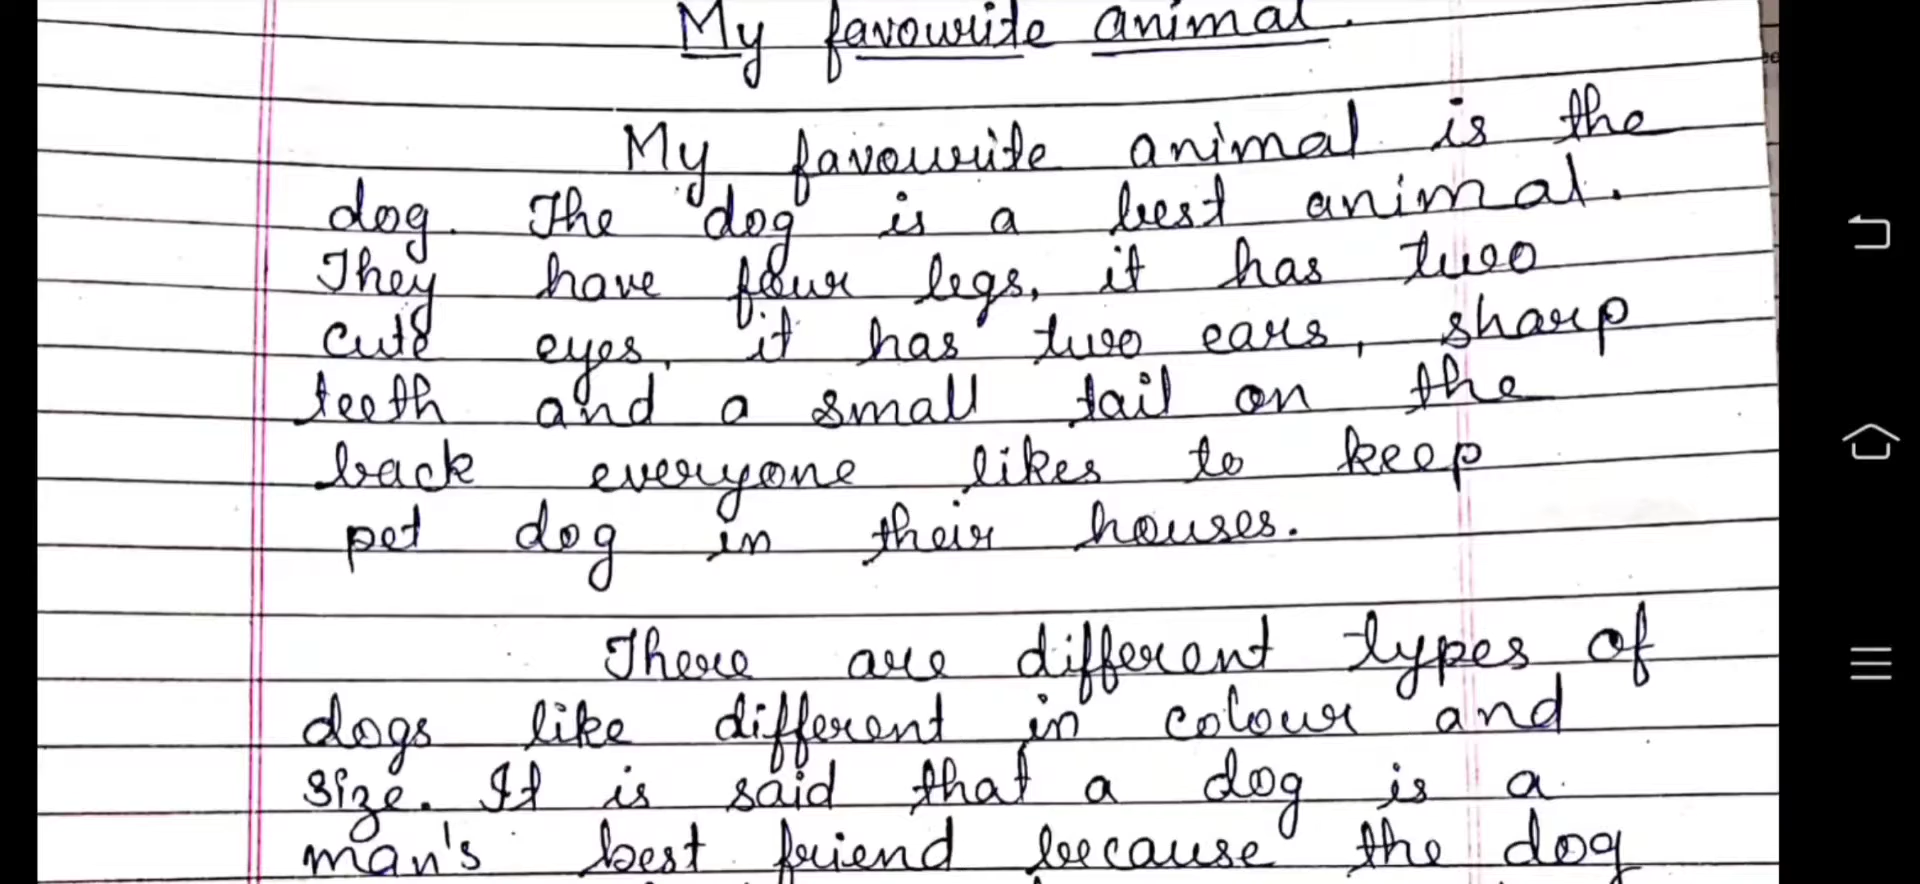 My favourite animal.
My favourite animal is the
dog. The dog is a best animal.
They have four legs, it has two
cute eyes, it has two ears, sharp
teeth and a small tail on the
back everyone likes to keep
pet dog in their houses.
There are different types of
dogs like different in colour and
size. It is said that a dog is a
man's best friend because the dog